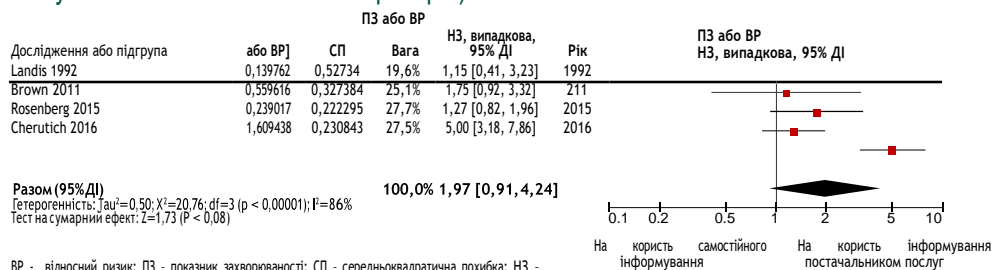 ПЗ або ВР
Дослідження або підгрупа або ВР] СП Вага НЗ, випадкова, 95% ДІ Рік
Landis 1992 0,139762 0,52734 19,6% 1,15 [0,41, 3,23] 1992
Brown 2011 0,559616 0,327384 25,1% 1,75 [0,92, 3,32] 211
Rosenberg 2015 0,239017 0,222295 27,7% 1,27 [0,82, 1,96] 2015
Cherutich 2016 1,609438 0,230843 27,5% 5,00 [3,18, 7,86] 2016
Разом (95%ДІ) 100,0% 1,97 [0,91,4,24]
Гетерогенність: Tau²=0,50; X²=20,76; df=3 (p < 0,00001); I²=86%
Тест на сумарний ефект: Z=1,73 (P < 0,08)
ПЗ або ВР
НЗ, випадкова, 95% ДІ
0.1 0.2 0.5 1 2 5 10
На користь самостійного
інформування
На користь інформування
постачальником послуг
ВР - відносний ризик; ПЗ - показник захворюваності; СП - середньоквадратична похибка; НЗ -